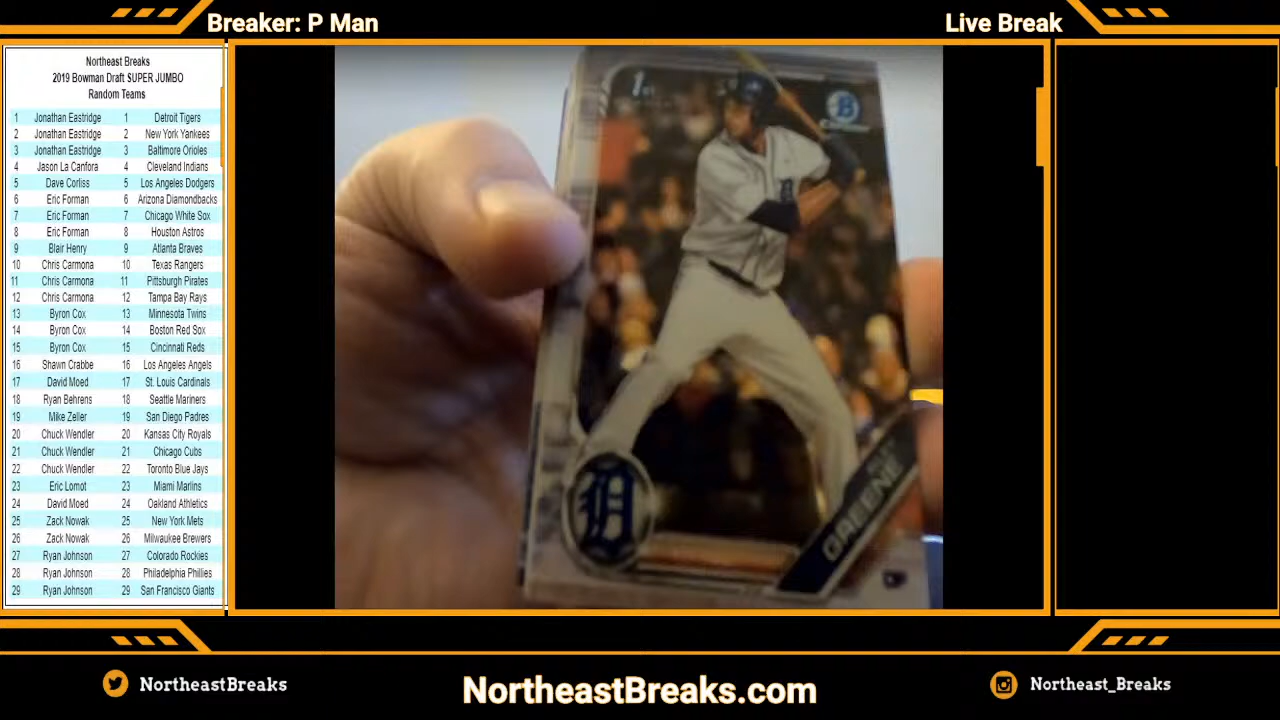 Breaker: P Man
Live Break
Northeast Breaks
2019 Bowman Draft SUPER JUMBO
Random Teams
1 Jonathan Eastridge 1 Detroit Tigers
2 Jonathan Eastridge 2 New York Yankees
3 Jonathan Eastridge 3 Baltimore Orioles
4 Jason La Canfora 4 Cleveland Indians
5 Dave Corliss 5 Los Angeles Dodgers
6 Eric Forman 6 Arizona Diamondbacks
7 Eric Forman 7 Chicago White Sox
8 Eric Forman 8 Houston Astros
9 Blair Henry 9 Atlanta Braves
10 Chris Carmona 10 Texas Rangers
11 Chris Carmona 11 Pittsburgh Pirates
12 Chris Carmona 12 Tampa Bay Rays
13 Byron Cox 13 Minnesota Twins
14 Byron Cox 14 Boston Red Sox
15 Byron Cox 15 Cincinnati Reds
16 Shawn Crabbe 16 Los Angeles Angels
17 David Moed 17 St. Louis Cardinals
18 Ryan Behrens 18 Seattle Mariners
19 Mike Zeller 19 San Diego Padres
20 Chuck Wendler 20 Kansas City Royals
21 Chuck Wendler 21 Chicago Cubs
22 Chuck Wendler 22 Toronto Blue Jays
23 Eric Lomot 23 Miami Marlins
24 David Moed 24 Oakland Athletics
25 Zack Nowak 25 New York Mets
26 Zack Nowak 26 Milwaukee Brewers
27 Ryan Johnson 27 Colorado Rockies
28 Ryan Johnson 28 Philadelphia Phillies
29 Ryan Johnson 29 San Francisco Giants
1st
B
D
NortheastBreaks
NortheastBreaks.com
Northeast_Breaks